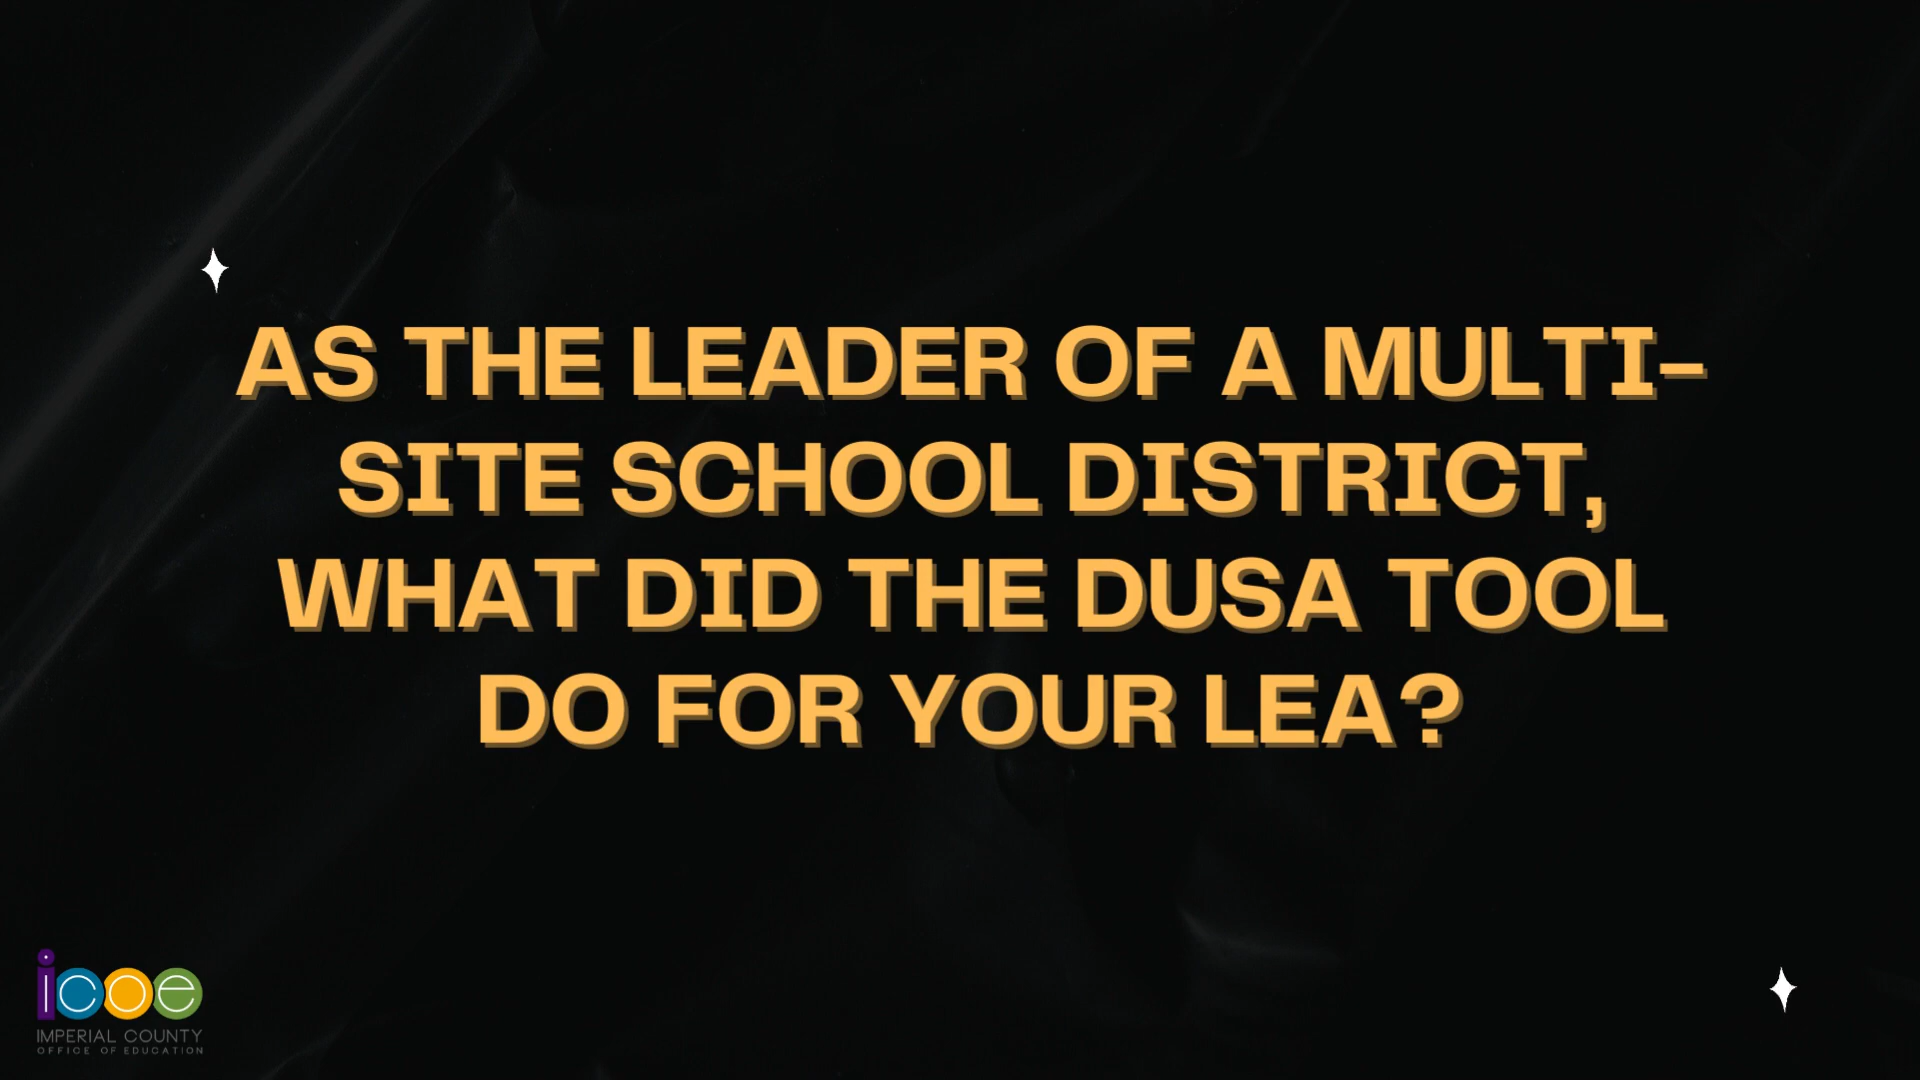 AS THE LEADER OF A MULTI-
SITE SCHOOL DISTRICT,
WHAT DID THE DUSA TOOL
DO FOR YOUR LEA?
icoe
IMPERIAL COUNTY
OFFICE OF EDUCATION